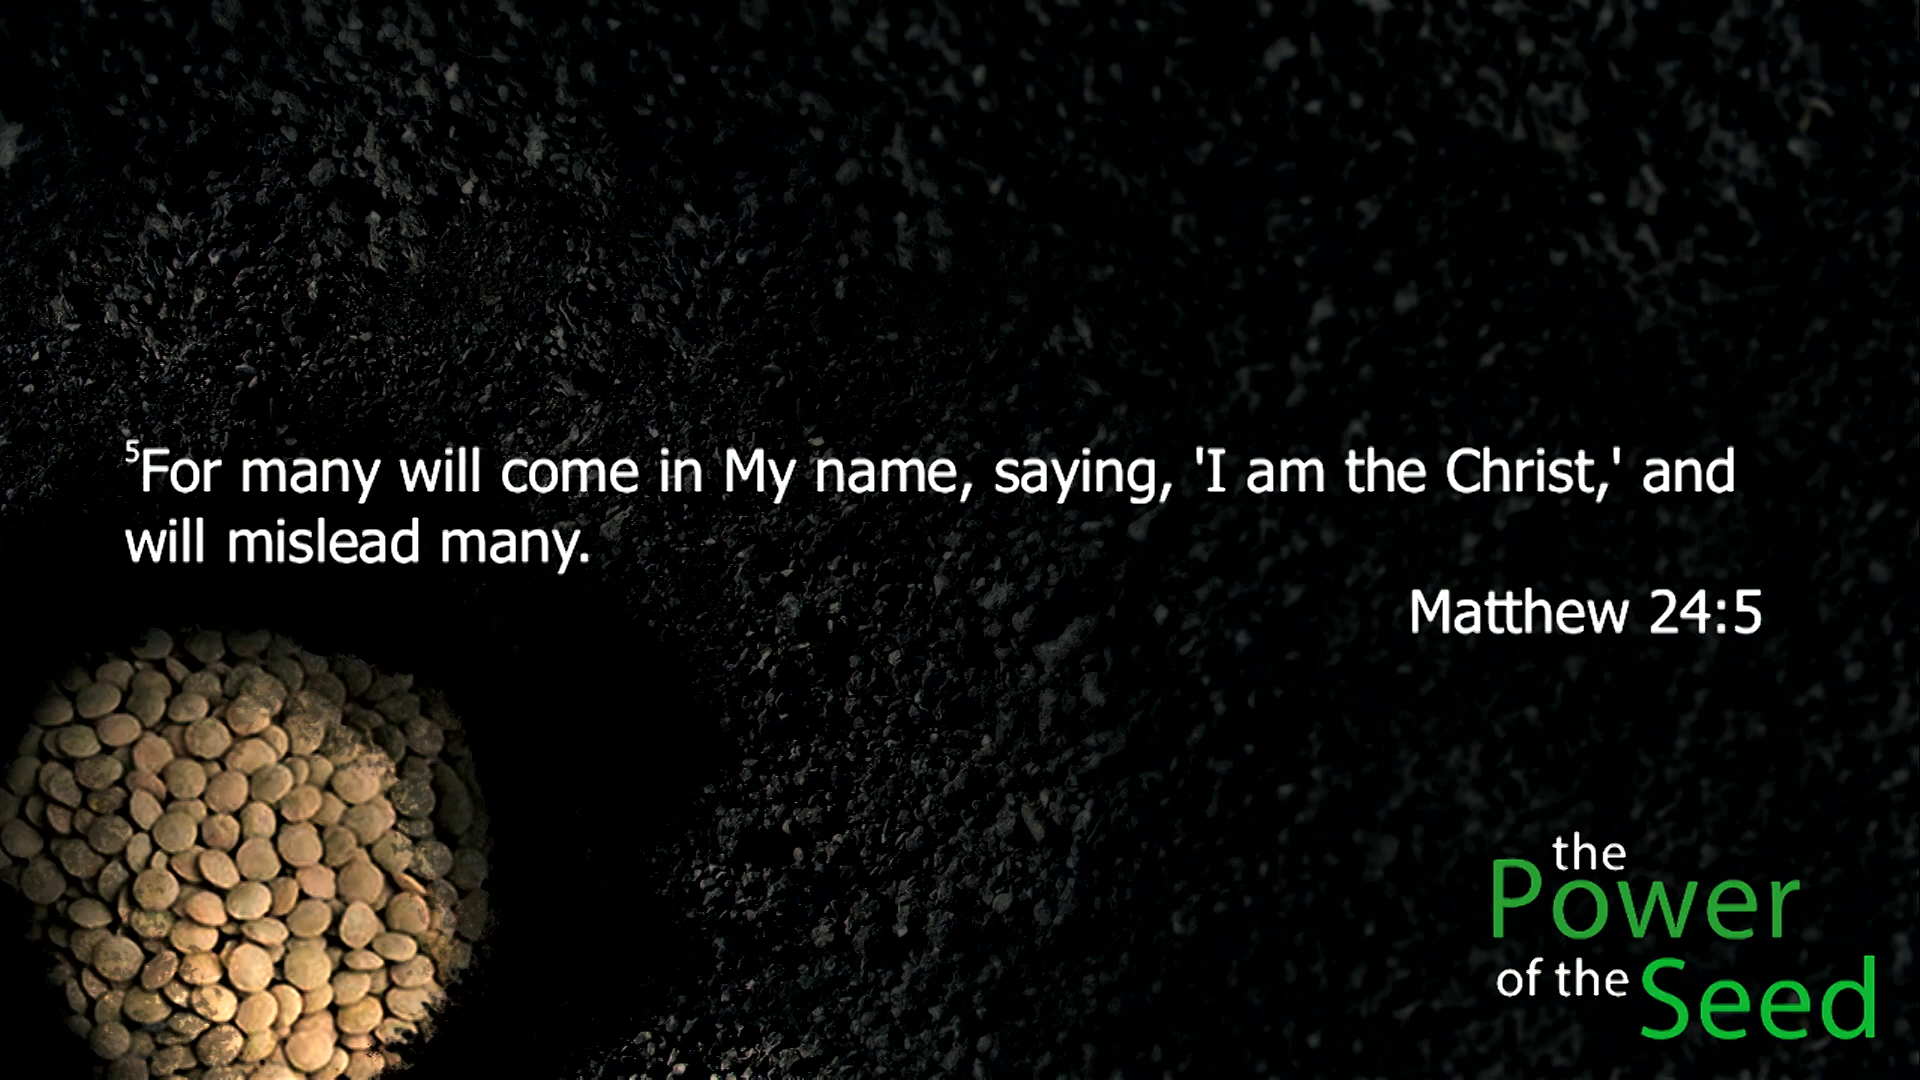 ⁵For many will come in My name, saying, 'I am the Christ,' and
will mislead many.
Matthew 24:5
the
Power
of the Seed